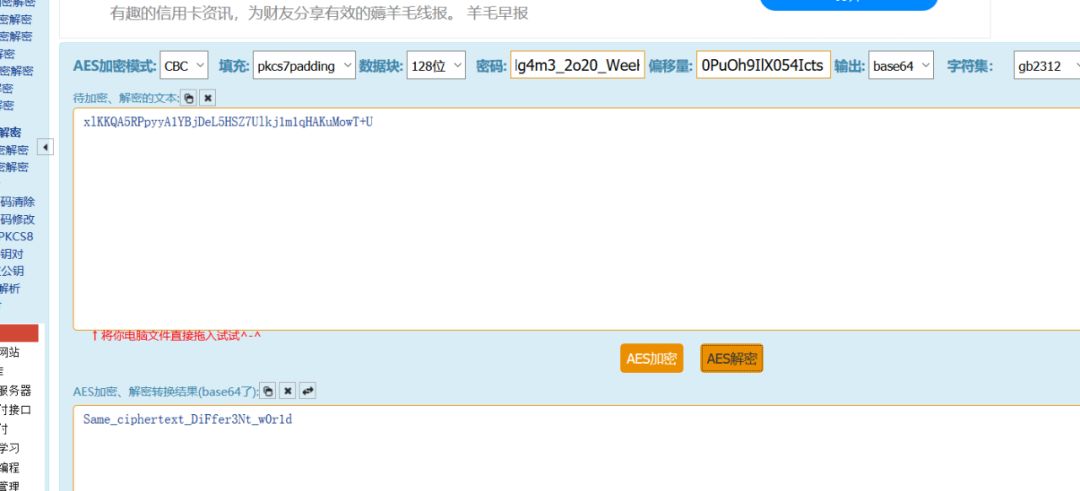 有趣的信用卡资讯，为财友分享有效的薅羊毛线报。 羊毛早报
密解密
密解密
解密
密解密
密
密
解密
密解密
密解密
码清除
码修改
PKCS8
钥对
公钥
解析
网站
服务器
付接口
付
学习
编程
管理
AES加密模式: CBC 填充: pkcs7padding 数据块: 128位 密码: g4m3_2o20_Week 偏移量: 0PuOh9IlX054Icts 输出: base64 字符集: gb2312
待加密、解密的文本:
xlKKQA5RPpyyA1YBjDeL5HSZ7Ulkj1m1qHAKuMowT+U
↑将你电脑文件直接拖入试试^-^
AES加密 AES解密
AES加密、解密转换结果(base64了):
Same_ciphertext_DiFfer3Nt_w0r1d